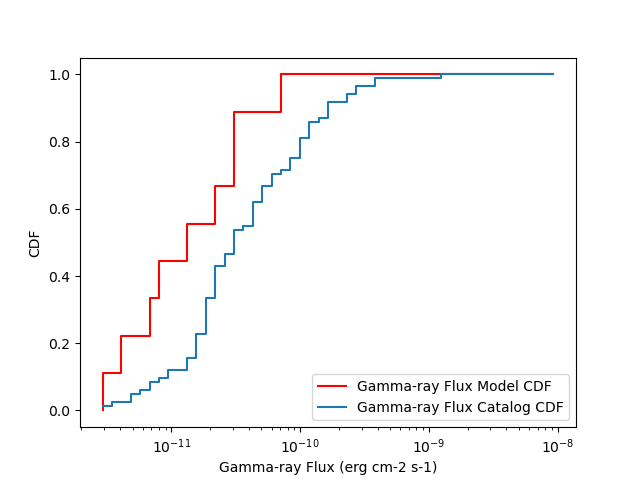 1.0
0.8
0.6
0.4
0.2
0.0
CDF
10⁻¹¹
10⁻¹⁰
10⁻⁹
10⁻⁸
Gamma-ray Flux (erg cm-2 s-1)
Gamma-ray Flux Model CDF
Gamma-ray Flux Catalog CDF